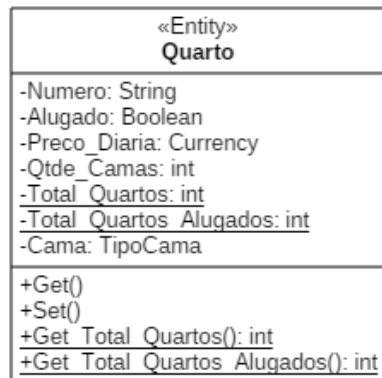 «Entity»
Quarto
-Numero: String
-Alugado: Boolean
-Preco_Diaria: Currency
-Qtde_Camas: int
-Total_Quartos: int
-Total_Quartos_Alugados: int
-Cama: TipoCama
+Get()
+Set()
+Get_Total_Quartos(): int
+Get_Total_Quartos_Alugados(): int